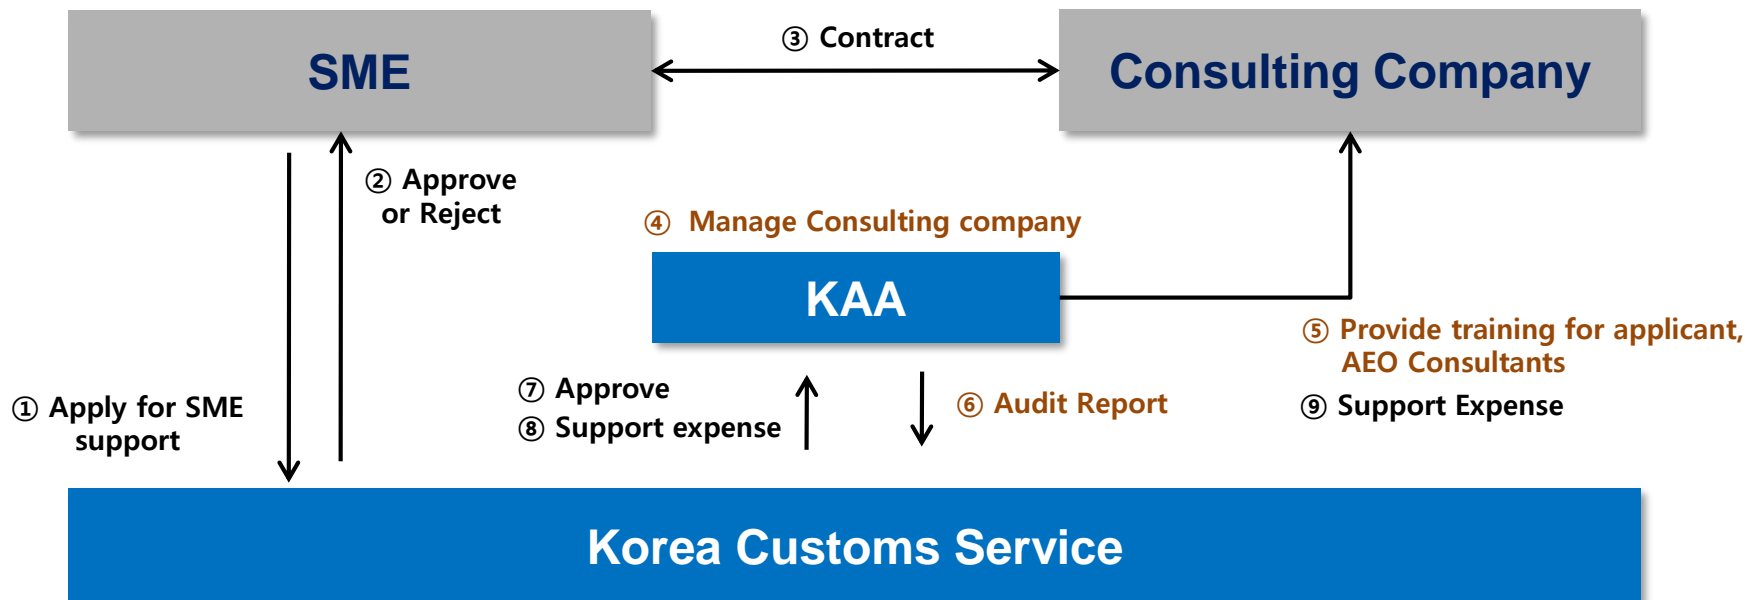 ③ Contract
SME
Consulting Company
② Approve
or Reject
④ Manage Consulting company
KAA
⑤ Provide training for applicant,
AEO Consultants
⑨ Support Expense
① Apply for SME
support
⑦ Approve
⑧ Support expense
⑥ Audit Report
Korea Customs Service